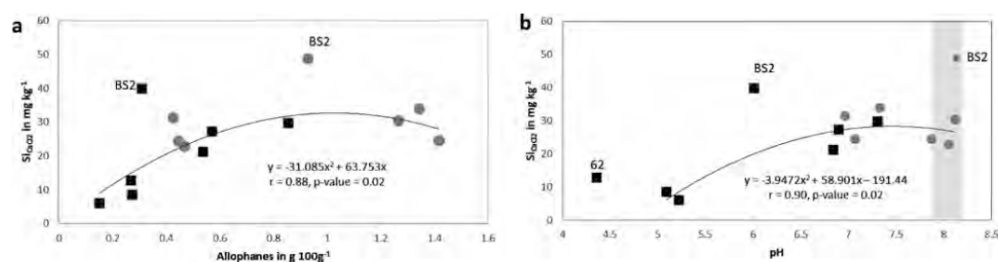 a
Si_CaCl2 in mg kg⁻¹
60
50
40
30
20
10
0
BS2
BS2
y = -31.085x² + 63.753x
r = 0.88, p-value = 0.02
0 0.2 0.4 0.6 0.8 1 1.2 1.4 1.6
Allophanes in g 100g⁻¹
b
Si_CaCl2 in mg kg⁻¹
60
50
40
30
20
10
0
BS2
BS2
62
y = -3.9472x² + 58.901x – 191.44
r = 0.90, p-value = 0.02
4 4.5 5 5.5 6 6.5 7 7.5 8 8.5
pH